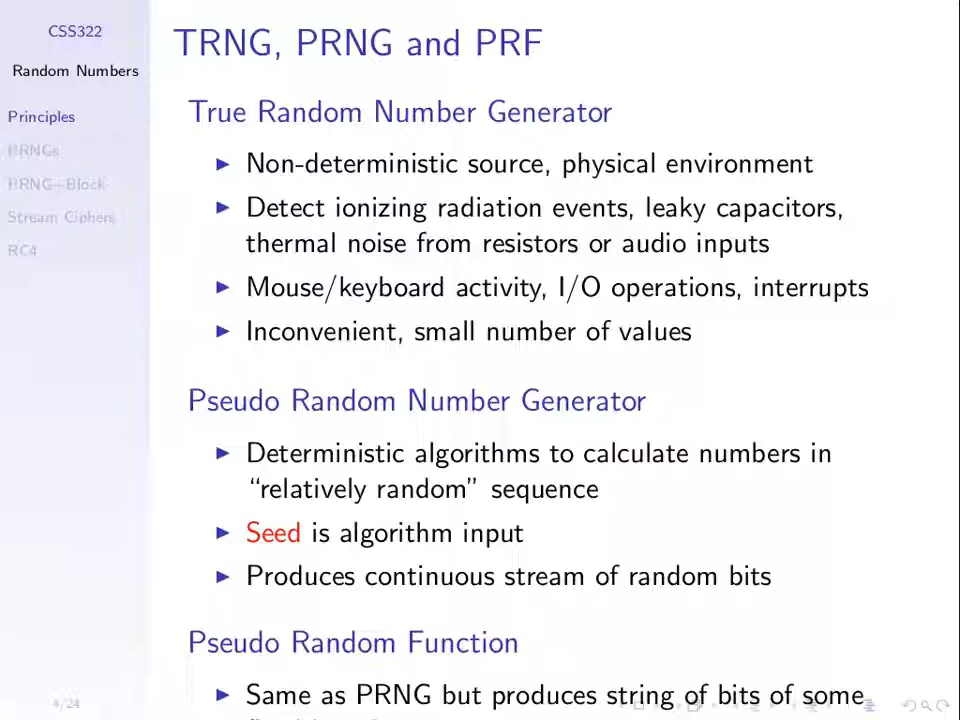 CSS322
Random Numbers
Principles
PRNGs
PRNG–Block
Stream Ciphers
RC4
TRNG, PRNG and PRF
True Random Number Generator
Non-deterministic source, physical environment
Detect ionizing radiation events, leaky capacitors,
thermal noise from resistors or audio inputs
Mouse/keyboard activity, I/O operations, interrupts
Inconvenient, small number of values
Pseudo Random Number Generator
Deterministic algorithms to calculate numbers in
“relatively random” sequence
Seed is algorithm input
Produces continuous stream of random bits
Pseudo Random Function
Same as PRNG but produces string of bits of some
4/24